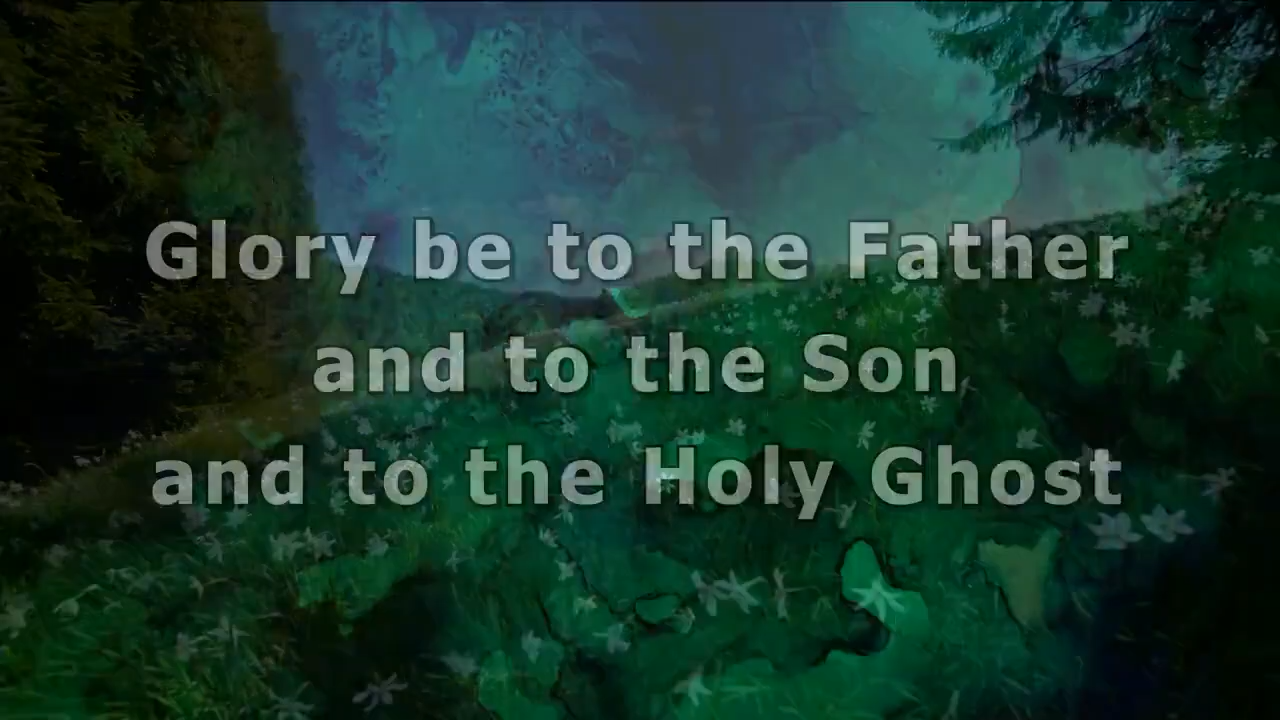 Glory be to the Father
and to the Son
and to the Holy Ghost